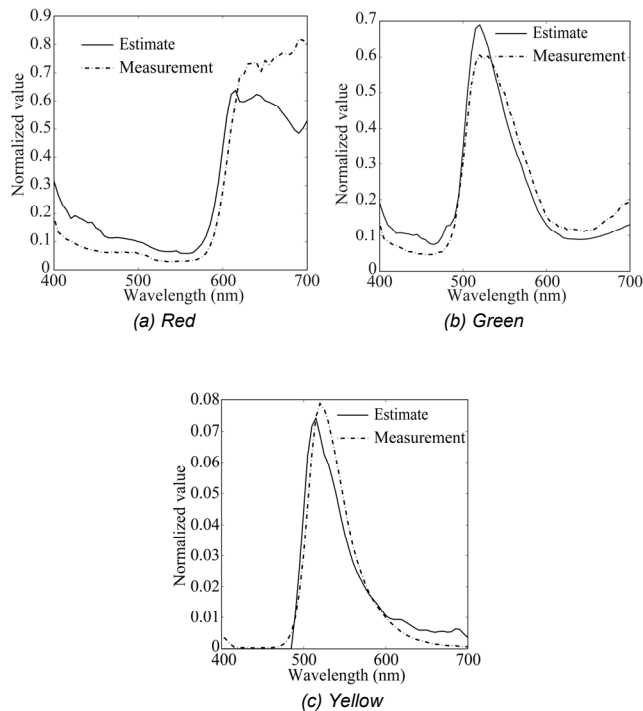 0.9
0.8
0.7
0.6
0.5
0.4
0.3
0.2
0.1
0
Normalized value
Estimate
Measurement
400 500 600 700
Wavelength (nm)
(a) Red
0.7
0.6
0.5
0.4
0.3
0.2
0.1
0
Normalized value
Estimate
Measurement
400 500 600 700
Wavelength (nm)
(b) Green
0.08
0.07
0.06
0.05
0.04
0.03
0.02
0.01
0
Normalized value
Estimate
Measurement
400 500 600 700
Wavelength (nm)
(c) Yellow